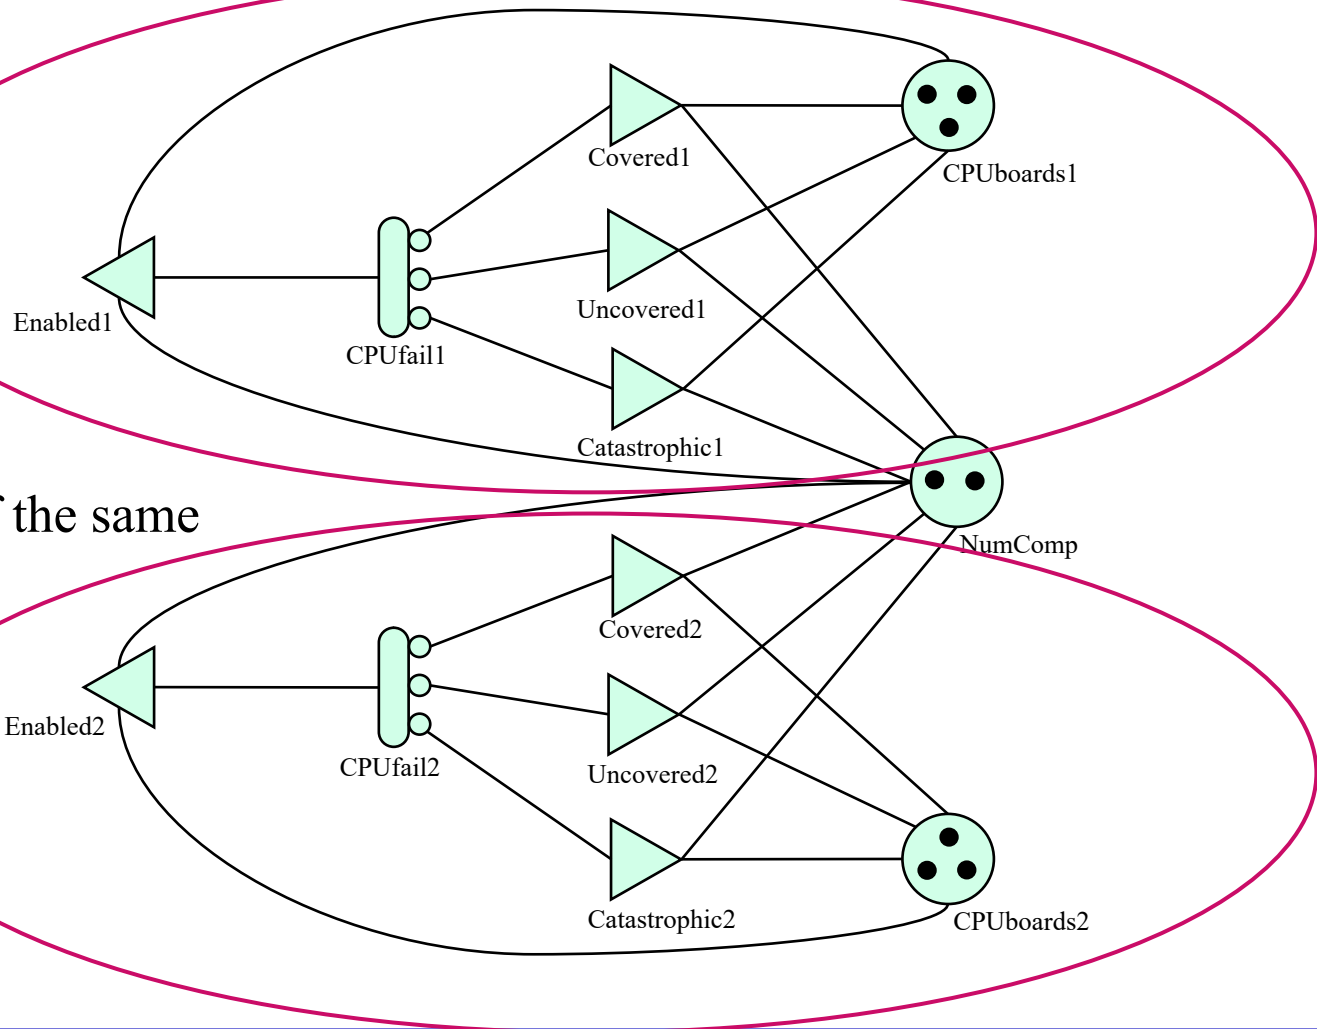 Covered1
CPUboards1
Uncovered1
Enabled1
CPUfail1
Catastrophic1
the same
NumComp
Covered2
Enabled2
CPUfail2
Uncovered2
Catastrophic2
CPUboards2